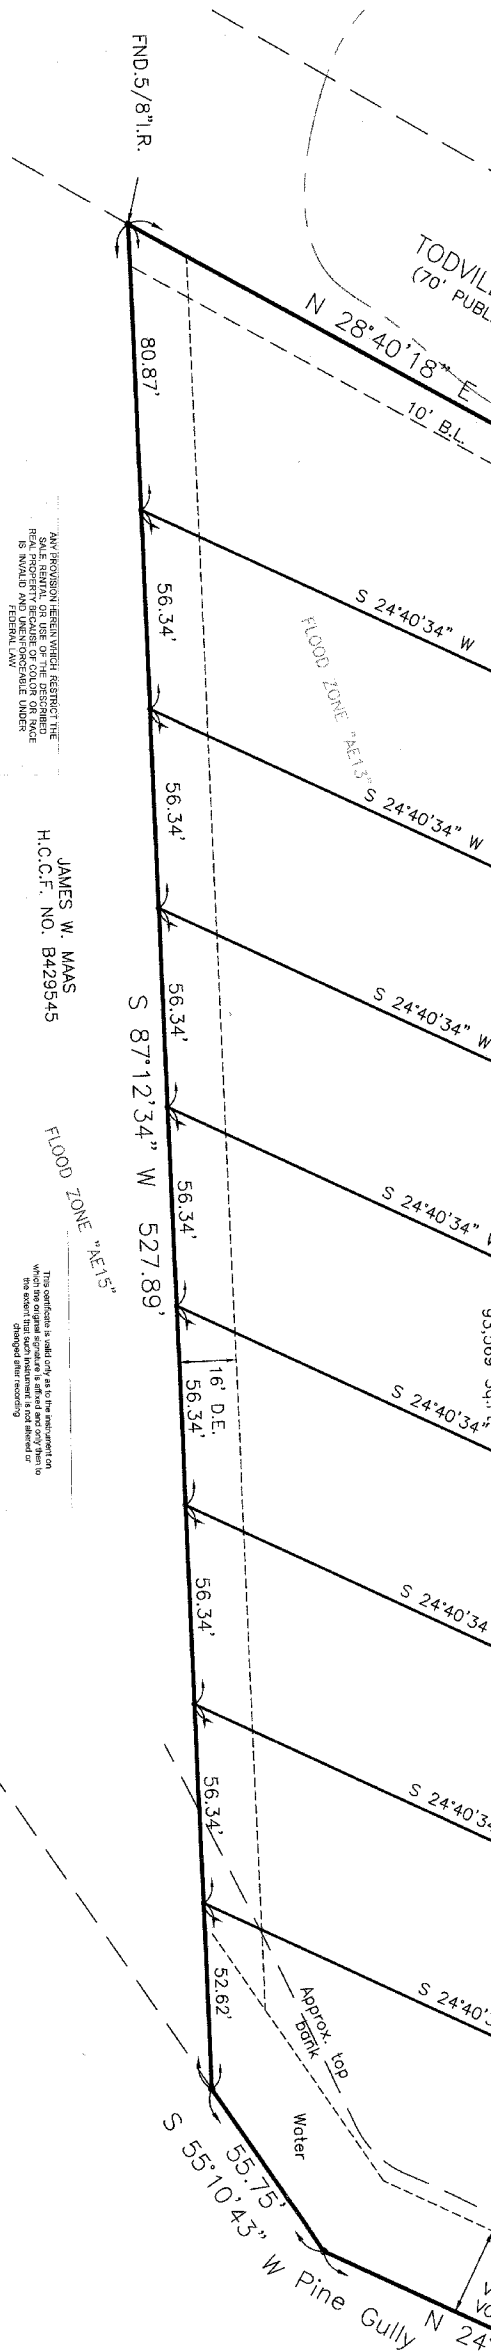 FND.5/8"I.R.
TODVIL
(70' PUBL
N 28°40'18" E
10' B.L.
80.87'
S 24°40'34" W
56.34'
FLOOD ZONE "AE13"
S 24°40'34" W
56.34'
ANY PROVISION HEREIN WHICH RESTRICT THE
SALE, RENTAL, OR USE OF THE DESCRIBED
REAL PROPERTY BECAUSE OF COLOR OR RACE
IS INVALID AND UNENFORCEABLE UNDER
FEDERAL LAW
JAMES W. MAAS
H.C.C.F. NO. B429545
S 24°40'34" W
56.34'
S 87°12'34" W 527.89'
S 24°40'34" W
56.34'
FLOOD ZONE "AE15"
This certificate is valid only as to the instrument on
which the original signature is affixed and only then to
the extent that such instrument is not altered or
changed after recording
93,569 Sq.F
S 24°40'34"
16' D.E.
56.34'
S 24°40'34
56.34'
S 24°40'34
56.34'
S 24°40'3
52.62'
Approx. top
bank
Water
55.75'
S 55°10'43" W
Pine Gully
N 24°